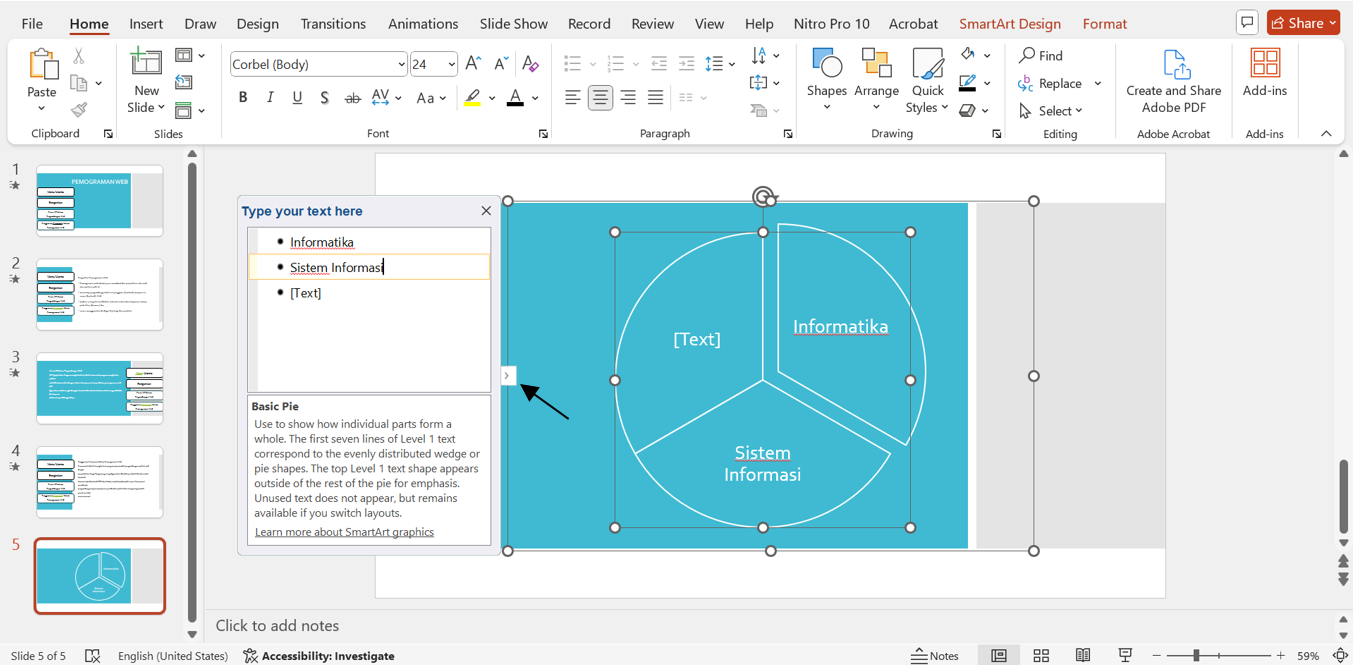 File Home Insert Draw Design Transitions Animations Slide Show Record Review View Help Nitro Pro 10 Acrobat SmartArt Design Format Share
Paste
Clipboard
New
Slide
Slides
Corbel (Body) 24
B I U S ab AV Aa A
Font
Paragraph
Shapes Arrange Quick
Styles
Drawing
Find
Replace
Select
Editing
Create and Share
Adobe PDF
Adobe Acrobat
Add-ins
Add-ins
1
PEMOGRAMAN WEB
2
3
4
5
Type your text here
Informatika
Sistem Informasi
[Text]
Basic Pie
Use to show how individual parts form a
whole. The first seven lines of Level 1 text
correspond to the evenly distributed wedge or
pie shapes. The top Level 1 text shape appears
outside of the rest of the pie for emphasis.
Unused text does not appear, but remains
available if you switch layouts.
Learn more about SmartArt graphics
[Text]
Informatika
Sistem
Informasi
Click to add notes
Slide 5 of 5 English (United States) Accessibility: Investigate Notes 59%